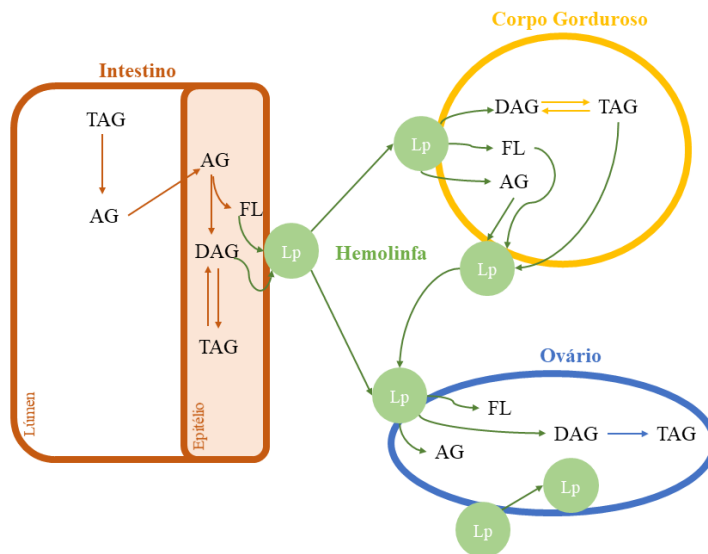 Corpo Gorduroso
Intestino
TAG
AG
AG
FL
DAG
TAG
Lúmen
Epitélio
Lp
Hemolinfa
Lp
DAG
TAG
FL
AG
Lp
Ovário
Lp
FL
DAG
TAG
AG
Lp
Lp